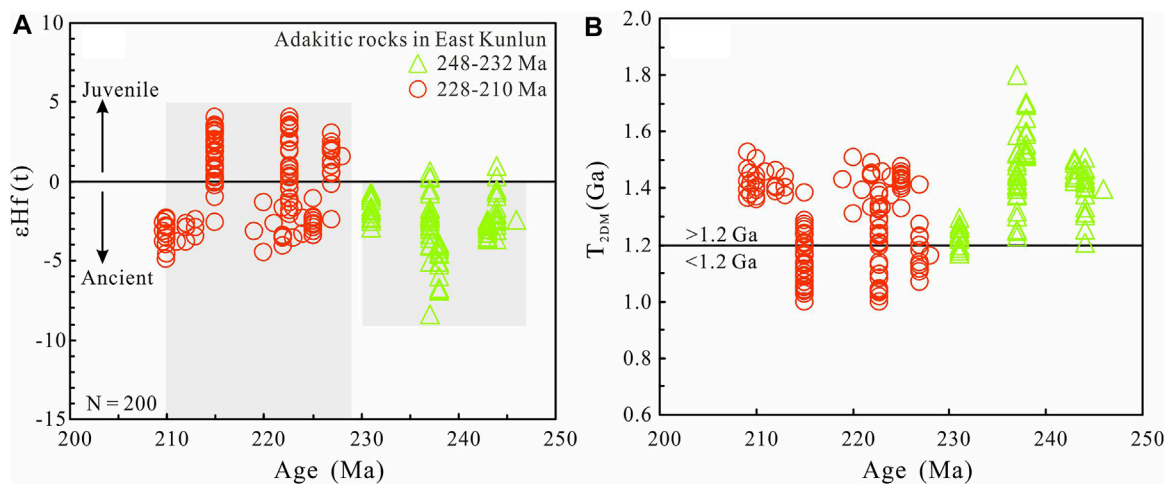 A
Adakitic rocks in East Kunlun
248-232 Ma
228-210 Ma
Juvenile
Ancient
N = 200
εHf(t)
10
5
0
-5
-10
-15
200
210
220
230
240
250
Age (Ma)
B
T2DM(Ga)
2.0
1.8
1.6
1.4
1.2
1.0
0.8
0.6
>1.2 Ga
<1.2 Ga
200
210
220
230
240
250
Age (Ma)